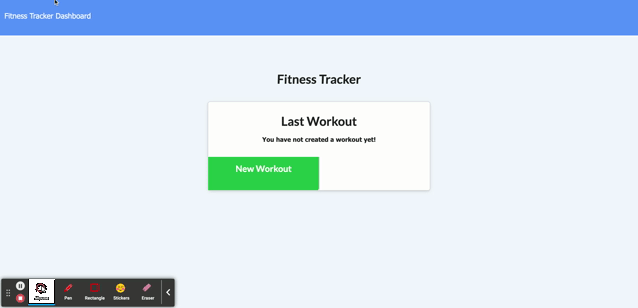 Fitness Tracker Dashboard
Fitness Tracker
Last Workout
You have not created a workout yet!
New Workout
Pen Rectangle Stickers Eraser